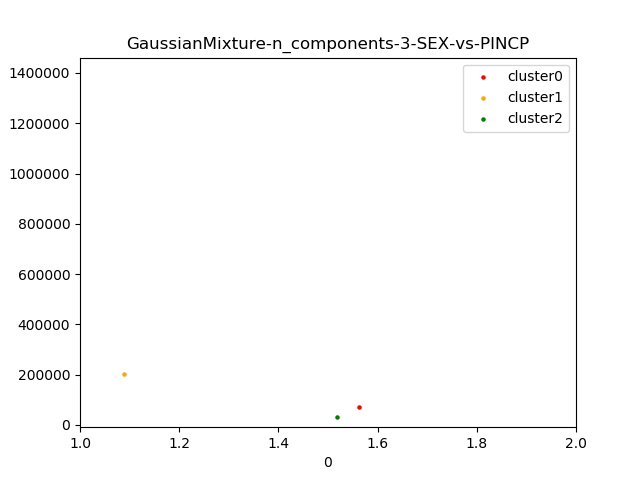 GaussianMixture-n_components-3-SEX-vs-PINCP
1400000
1200000
1000000
800000
600000
400000
200000
0
cluster0
cluster1
cluster2
1.0 1.2 1.4 1.6 1.8 2.0
0